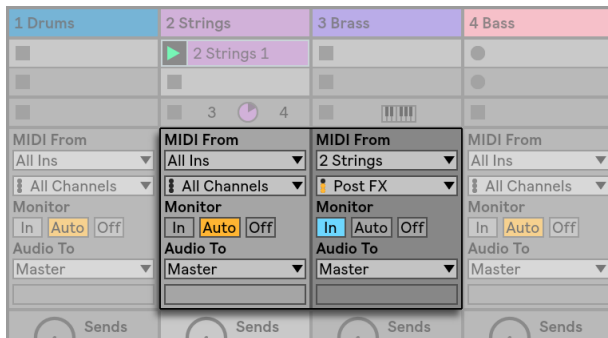 1 Drums 2 Strings 3 Brass 4 Bass
2 Strings 1
3 4
MIDI From MIDI From MIDI From MIDI From
All Ins All Ins 2 Strings All Ins
All Channels All Channels Post FX All Channels
Monitor Monitor Monitor Monitor
In Auto Off In Auto Off In Auto Off In Auto Off
Audio To Audio To Audio To Audio To
Master Master Master Master
Sends Sends Sends Sends